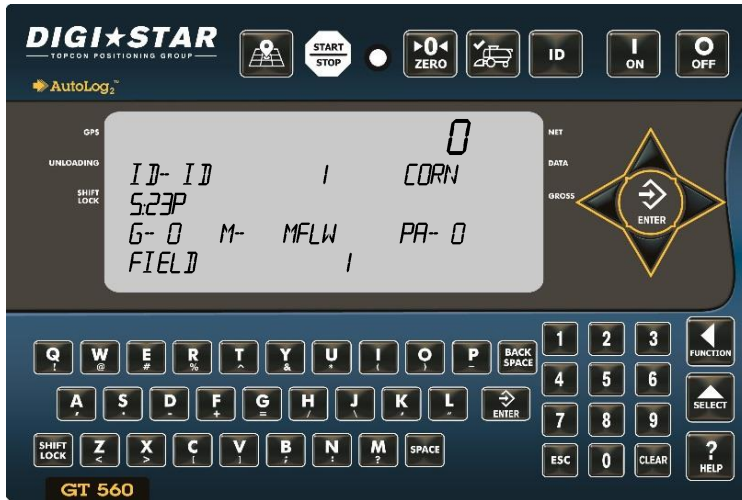 DIGI★STAR
TOPCON POSITIONING GROUP
AutoLog2™
START
STOP
►0◄
ZERO
ID
I
ON
O
OFF
GPS
UNLOADING
SHIFT
LOCK
0
ID-ID 1 CORN
5:23P
G-0 M- MFLW PA-0
FIELD 1
NET
DATA
GROSS
ENTER
Q W E R T Y U I O P BACK
SPACE
! @ # % ^ & * ( ) _
A S D F G H J K L ENTER
SHIFT
LOCK
Z X C V B N M SPACE
< > [ ] ; : ?
1 2 3
4 5 6
7 8 9
ESC 0 CLEAR
FUNCTION
SELECT
?
HELP
GT 560